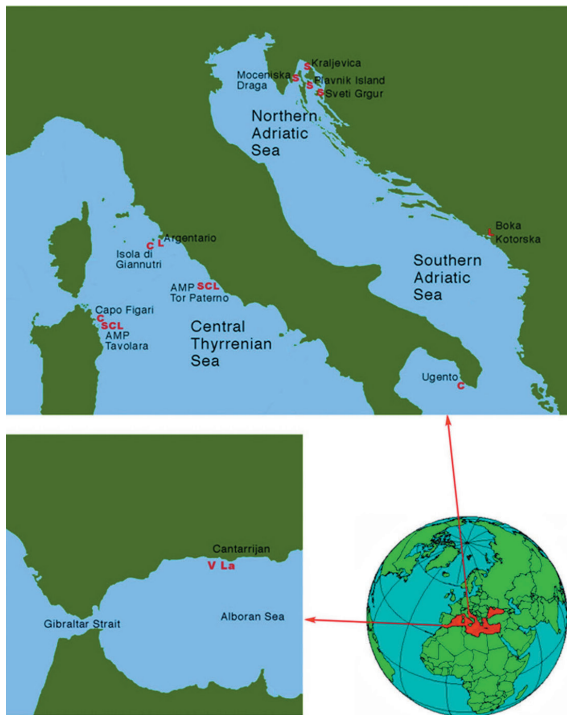 Kraljevica
S
Moceniska
Draga
S
S
Plavnik Island
S
Sveti Grgur
Northern
Adriatic
Sea
Boka
Kotorska
L
Argentario
C L
Isola di
Giannutri
Southern
Adriatic
Sea
AMP
Tor Paterno
SCL
Capo Figari
C
SCL
AMP
Tavolara
Central
Thyrrenian
Sea
Ugento
C
Cantarrijan
V La
Gibraltar Strait
Alboran Sea